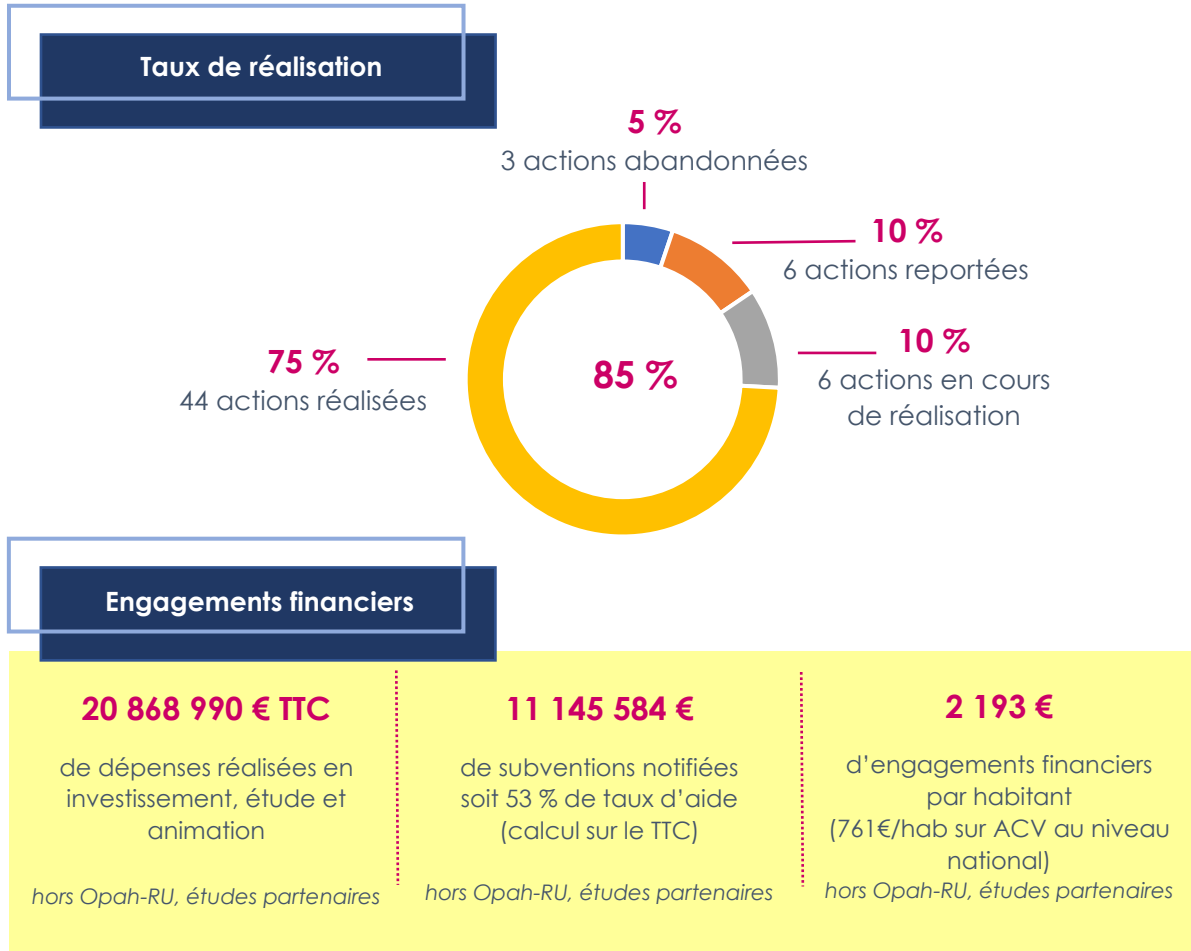 Taux de réalisation
5 %
3 actions abandonnées
10 %
6 actions reportées
10 %
6 actions en cours
de réalisation
75 %
44 actions réalisées
85 %
Engagements financiers
20 868 990 € TTC
de dépenses réalisées en
investissement, étude et
animation
hors Opah-RU, études partenaires
11 145 584 €
de subventions notifiées
soit 53 % de taux d’aide
(calcul sur le TTC)
hors Opah-RU, études partenaires
2 193 €
d’engagements financiers
par habitant
(761€/hab sur ACV au niveau
national)
hors Opah-RU, études partenaires